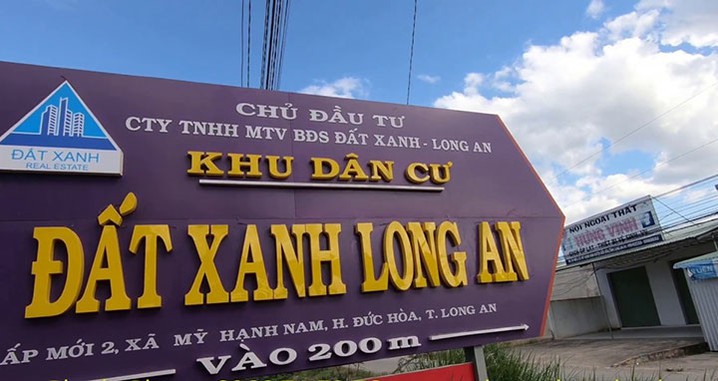 CHỦ ĐẦU TƯ
CTY TNHH MTV BĐS ĐẤT XANH - LONG AN
ĐẤT XANH
REAL ESTATE
KHU DÂN CƯ
ĐẤT XANH LONG AN
ẤP MỚI 2, XÃ MỸ HẠNH NAM, H. ĐỨC HÒA, T. LONG AN
VÀO 200 m
NỘI NGOẠI THẤT
HÙNG VINH